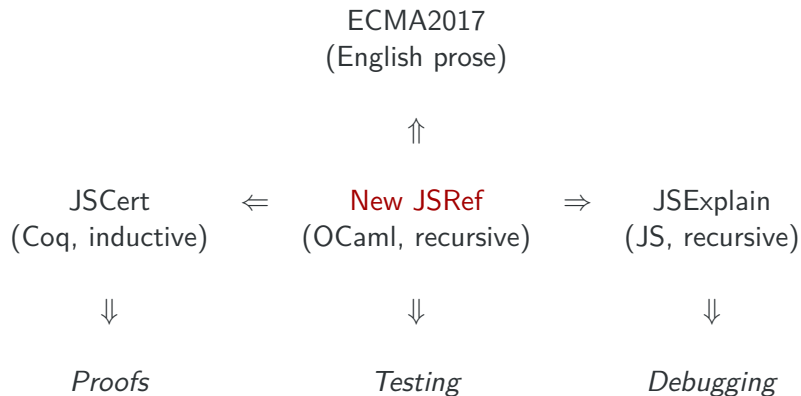 ECMA2017
(English prose)
⇑
JSCert ⇐ New JSRef ⇒ JSExplain
(Coq, inductive) (OCaml, recursive) (JS, recursive)
⇓ ⇓ ⇓
Proofs Testing Debugging